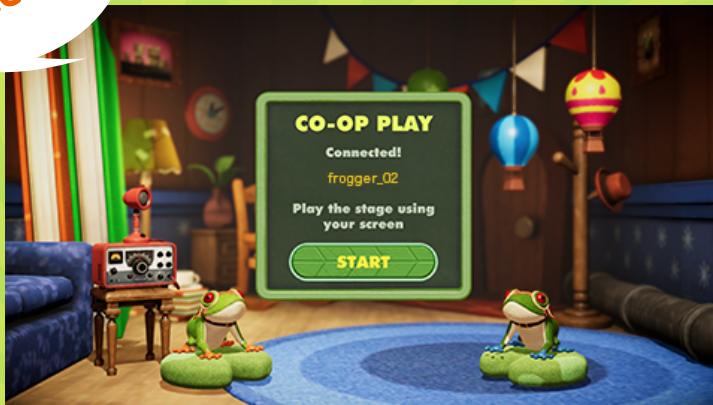 CO-OP PLAY
Connected!
frogger_02
Play the stage using
your screen
START